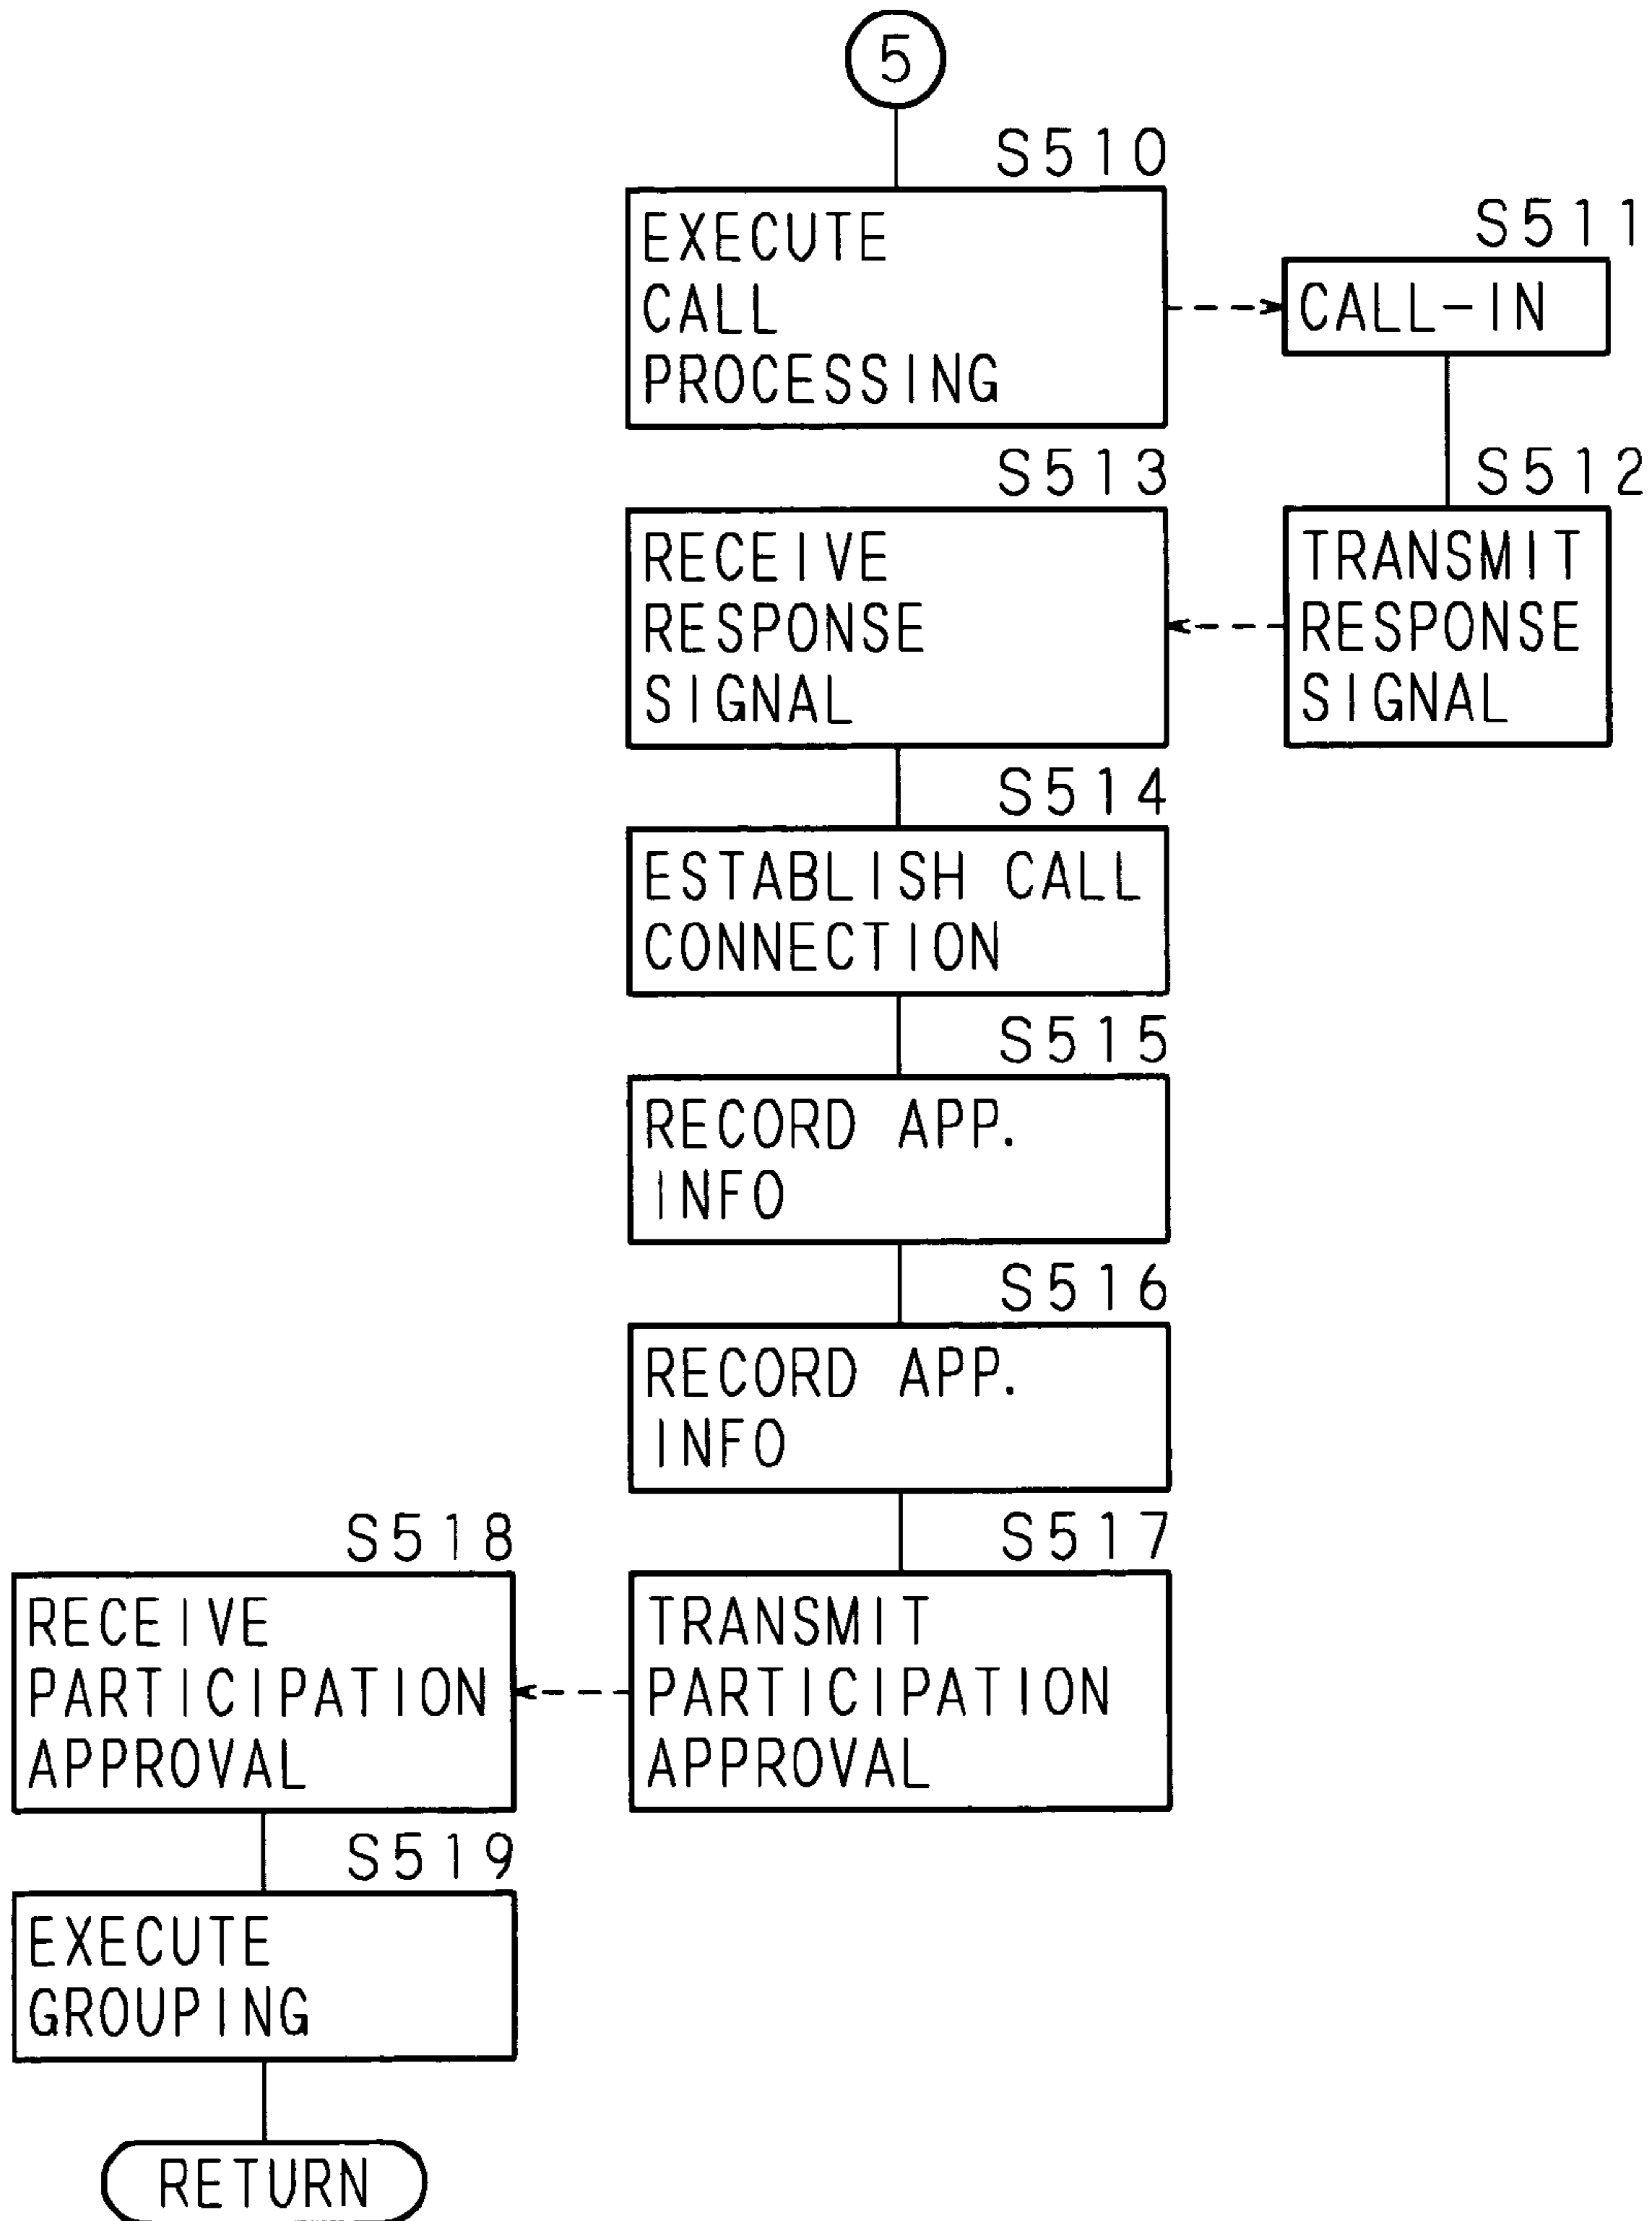 5
S510
EXECUTE
CALL
PROCESSING
S511
CALL-IN
S512
TRANSMIT
RESPONSE
SIGNAL
S513
RECEIVE
RESPONSE
SIGNAL
S514
ESTABLISH CALL
CONNECTION
S515
RECORD APP.
INFO
S516
RECORD APP.
INFO
S517
TRANSMIT
PARTICIPATION
APPROVAL
S518
RECEIVE
PARTICIPATION
APPROVAL
S519
EXECUTE
GROUPING
RETURN